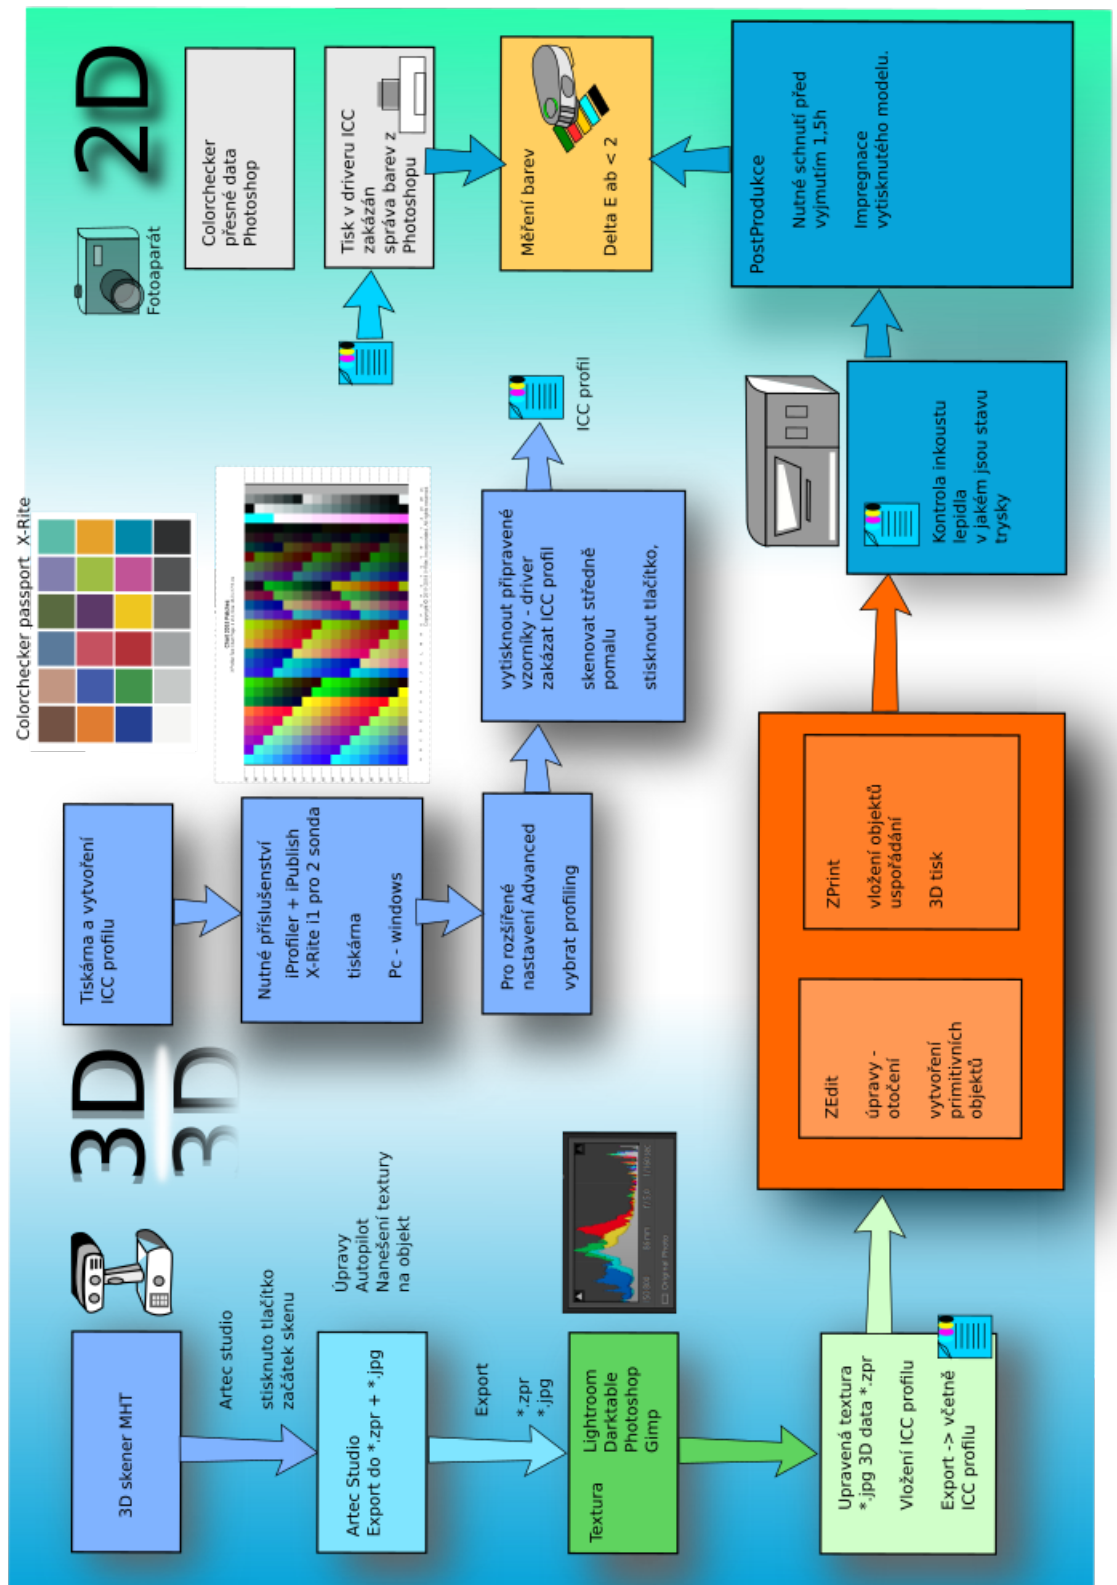 3D
3D
2D
3D skener MHT
Artec studio
stisknuto tlačítko
začátek skenu
Artec Studio
Export do *.zpr + *.jpg
Úpravy
Autopilot
Nanešení textury
na objekt
Export
*.zpr
*.jpg
Textura
Lightroom
Darktable
Photoshop
Gimp
Original Photo
Upravená textura
*.jpg 3D data *.zpr
Vložení ICC profilu
Export -> včetně
ICC profilu
ZEdit
úpravy -
otočení
vytvoření
primitivních
objektů
ZPrint
vložení objektů
uspořádání
3D tisk
Kontrola inkoustu
lepidla
v jakém jsou stavu
trysky
PostProdukce
Nutné schnutí před
vyjmutím 1,5h
Impregnace
vytisknutého modelu.
Tiskárna a vytvoření
ICC profilu
Nutné příslušenství
iProfiler + iPublish
X-Rite i1 pro 2 sonda
tiskárna
Pc - windows
Pro rozšířené
nastavení Advanced
vybrat profiling
vytisknout připravené
vzorníky - driver
zakázat ICC profil
skenovat středně
pomalu
stisknout tlačítko,
ICC profil
Colorchecker passport X-Rite
Fotoaparát
Colorchecker
přesné data
Photoshop
Tisk v driveru ICC
zakázán
správa barev z
Photoshopu
Měření barev
Delta E ab < 2